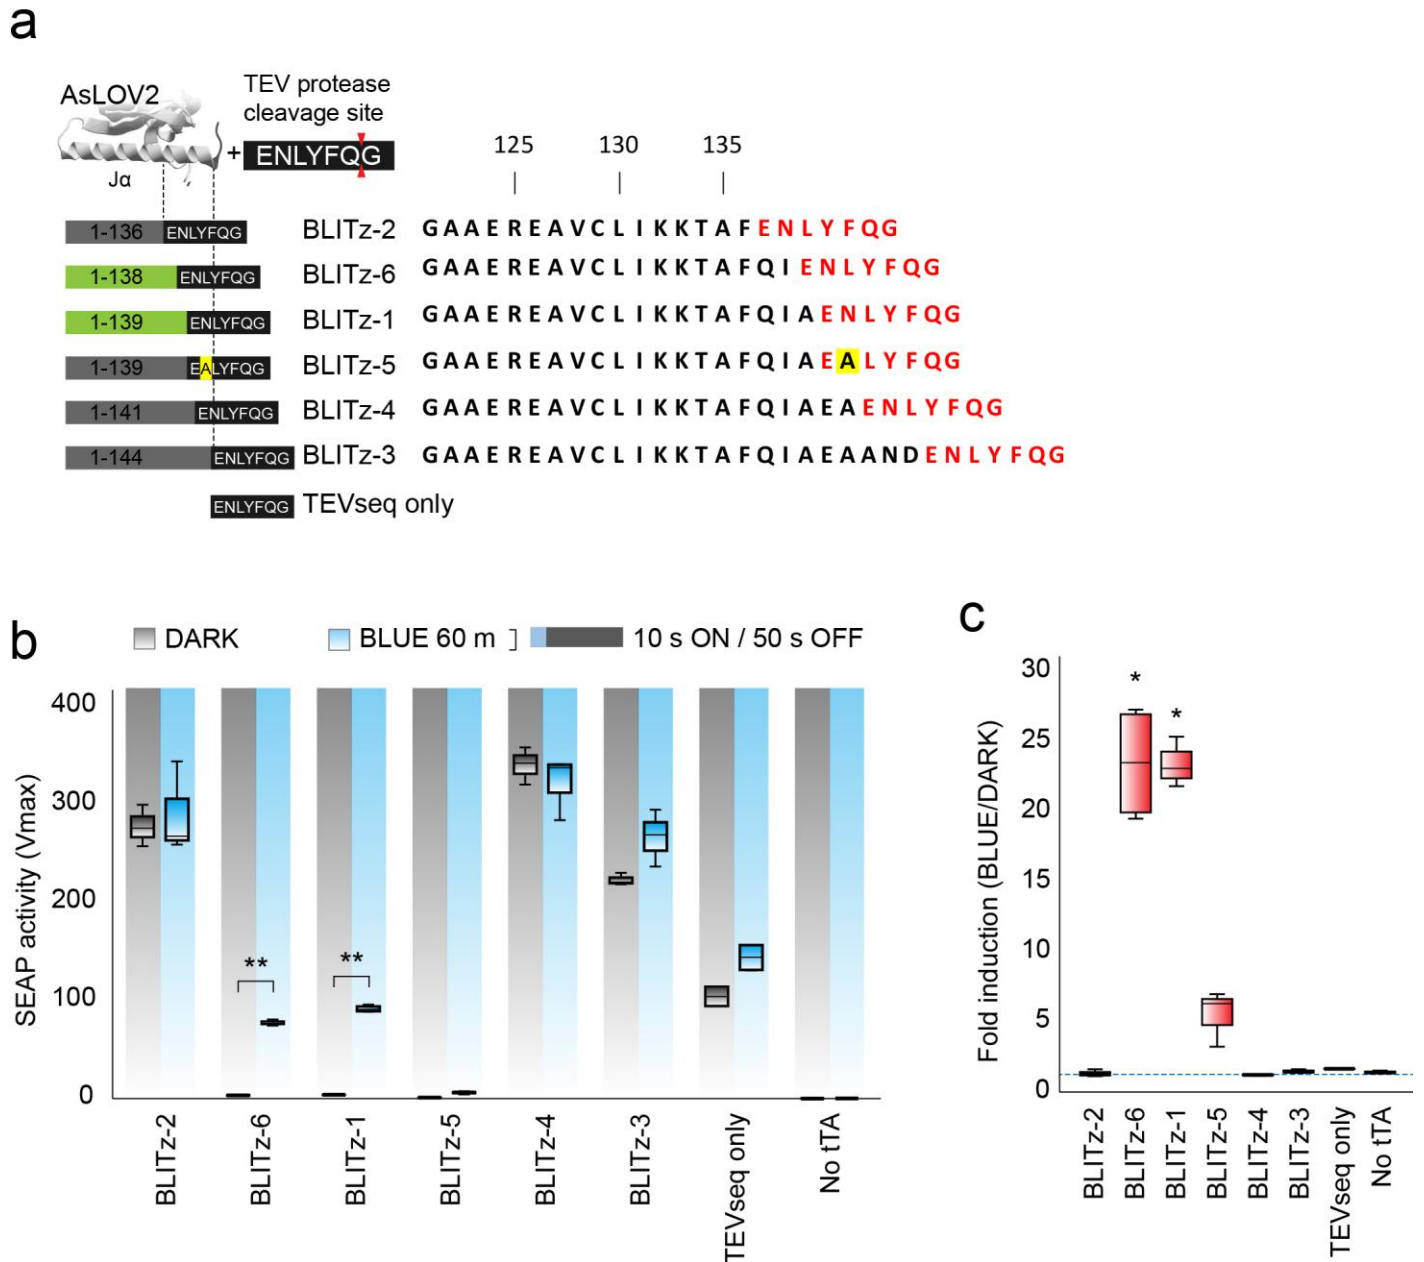 a
AsLOV2
TEV protease
cleavage site
+ ENLYFQG
Jα
125 130 135
1-136 ENLYFQG BLITz-2 GAAEREAVCLIKKTAFENLYFQG
1-138 ENLYFQG BLITz-6 GAAEREAVCLIKKTAFQIENLYFQG
1-139 ENLYFQG BLITz-1 GAAEREAVCLIKKTAFQIAENLYFQG
1-139 EALYFQG BLITz-5 GAAEREAVCLIKKTAFQIAEALYFQG
1-141 ENLYFQG BLITz-4 GAAEREAVCLIKKTAFQIAEAENLYFQG
1-144 ENLYFQG BLITz-3 GAAEREAVCLIKKTAFQIAEAANDENLYFQG
ENLYFQG TEVseq only
b
DARK BLUE 60 m 10 s ON / 50 s OFF
SEAP activity (Vmax)
400
300
200
100
0
** **
BLITz-2 BLITz-6 BLITz-1 BLITz-5 BLITz-4 BLITz-3 TEVseq only No tTA
c
Fold induction (BLUE/DARK)
30
25
20
15
10
5
0
* *
BLITz-2 BLITz-6 BLITz-1 BLITz-5 BLITz-4 BLITz-3 TEVseq only No tTA